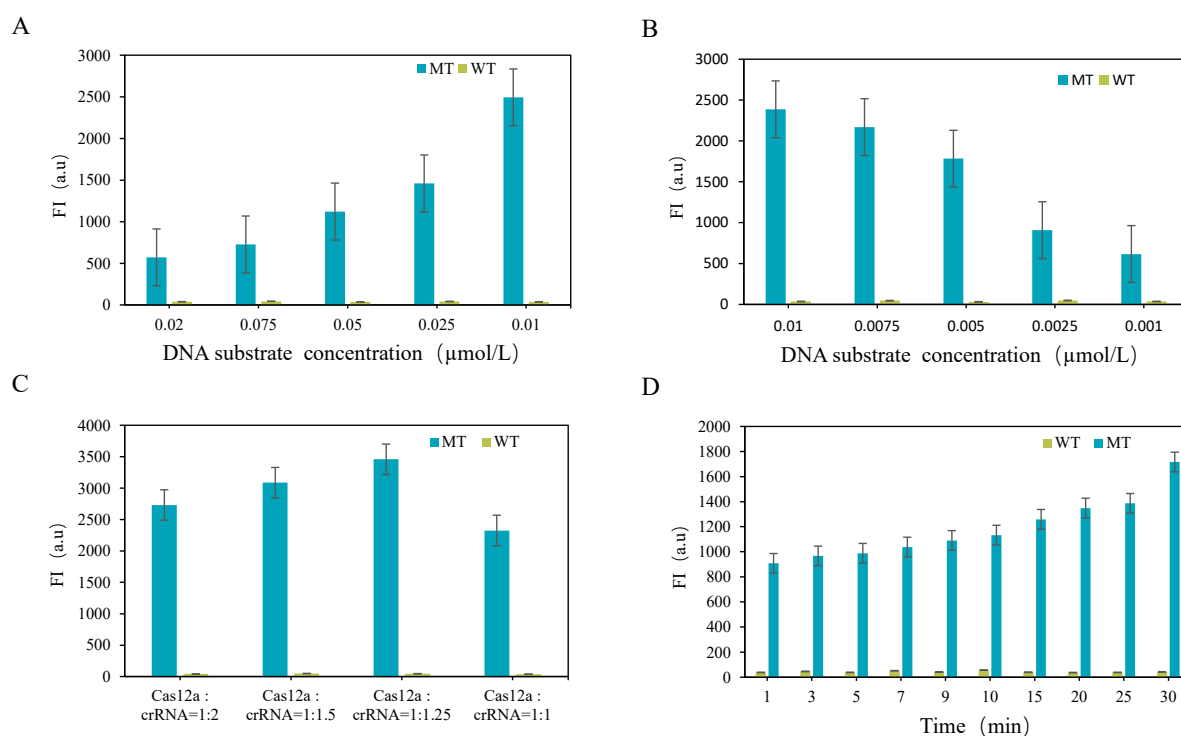 A
3000
2500
2000
1500
1000
500
0
FI (a.u)
MT WT
0.02 0.075 0.05 0.025 0.01
DNA substrate concentration (μmol/L)
B
3000
2500
2000
1500
1000
500
0
FI (a.u)
MT WT
0.01 0.0075 0.005 0.0025 0.001
DNA substrate concentration (μmol/L)
C
4000
3500
3000
2500
2000
1500
1000
500
0
FI (a.u)
MT WT
Cas12a : Cas12a : Cas12a : Cas12a :
crRNA=1:2 crRNA=1:1.5 crRNA=1:1.25 crRNA=1:1
D
2000
1800
1600
1400
1200
1000
800
600
400
200
0
FI (a.u)
WT MT
1 3 5 7 9 10 15 20 25 30
Time (min)